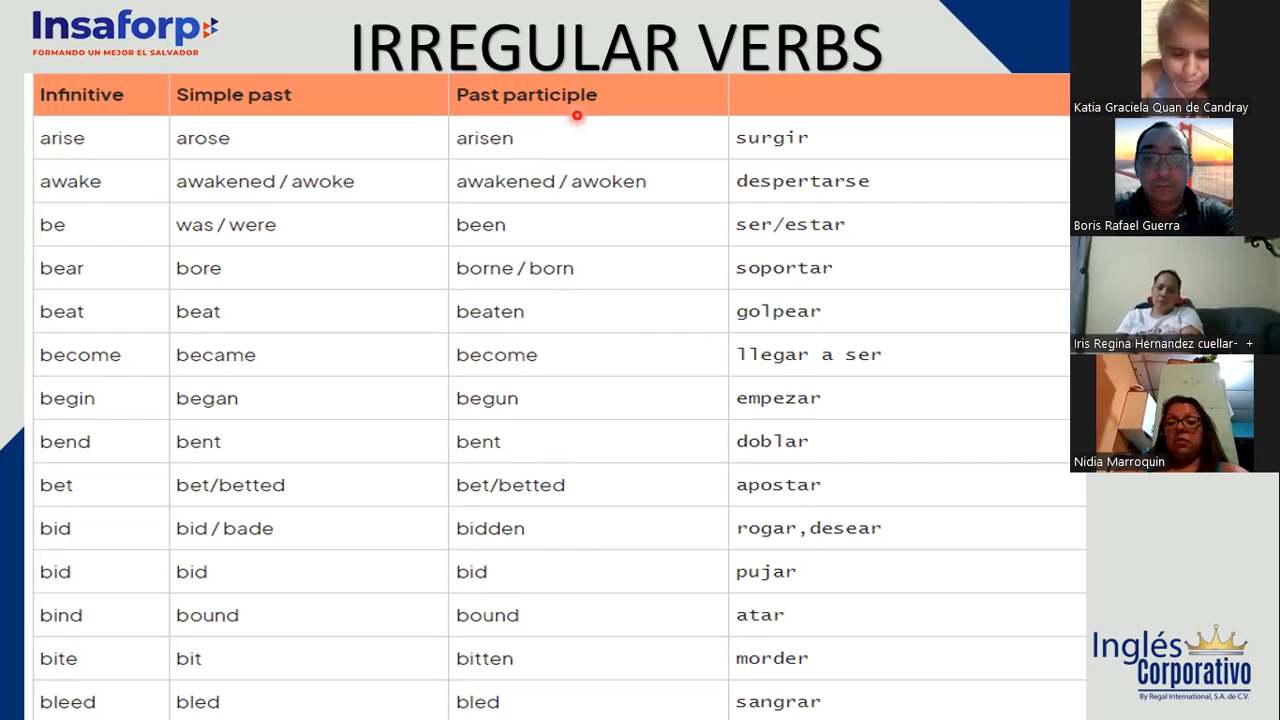 Insaforp
FORMANDO UN MEJOR EL SALVADOR
IRREGULAR VERBS
Infinitive Simple past Past participle
arise arose arisen surgir
awake awakened / awoke awakened / awoken despertarse
be was / were been ser/estar
bear bore borne / born soportar
beat beat beaten golpear
become became become llegar a ser
begin began begun empezar
bend bent bent doblar
bet bet/betted bet/betted apostar
bid bid / bade bidden rogar,desear
bid bid bid pujar
bind bound bound atar
bite bit bitten morder
bleed bled bled sangrar
Katia Graciela Quan de Candray
Boris Rafael Guerra
Iris Regina Hernandez cuellar- +
Nidia Marroquin
Inglés
Corporativo
By Regal International, S.A. de C.V.